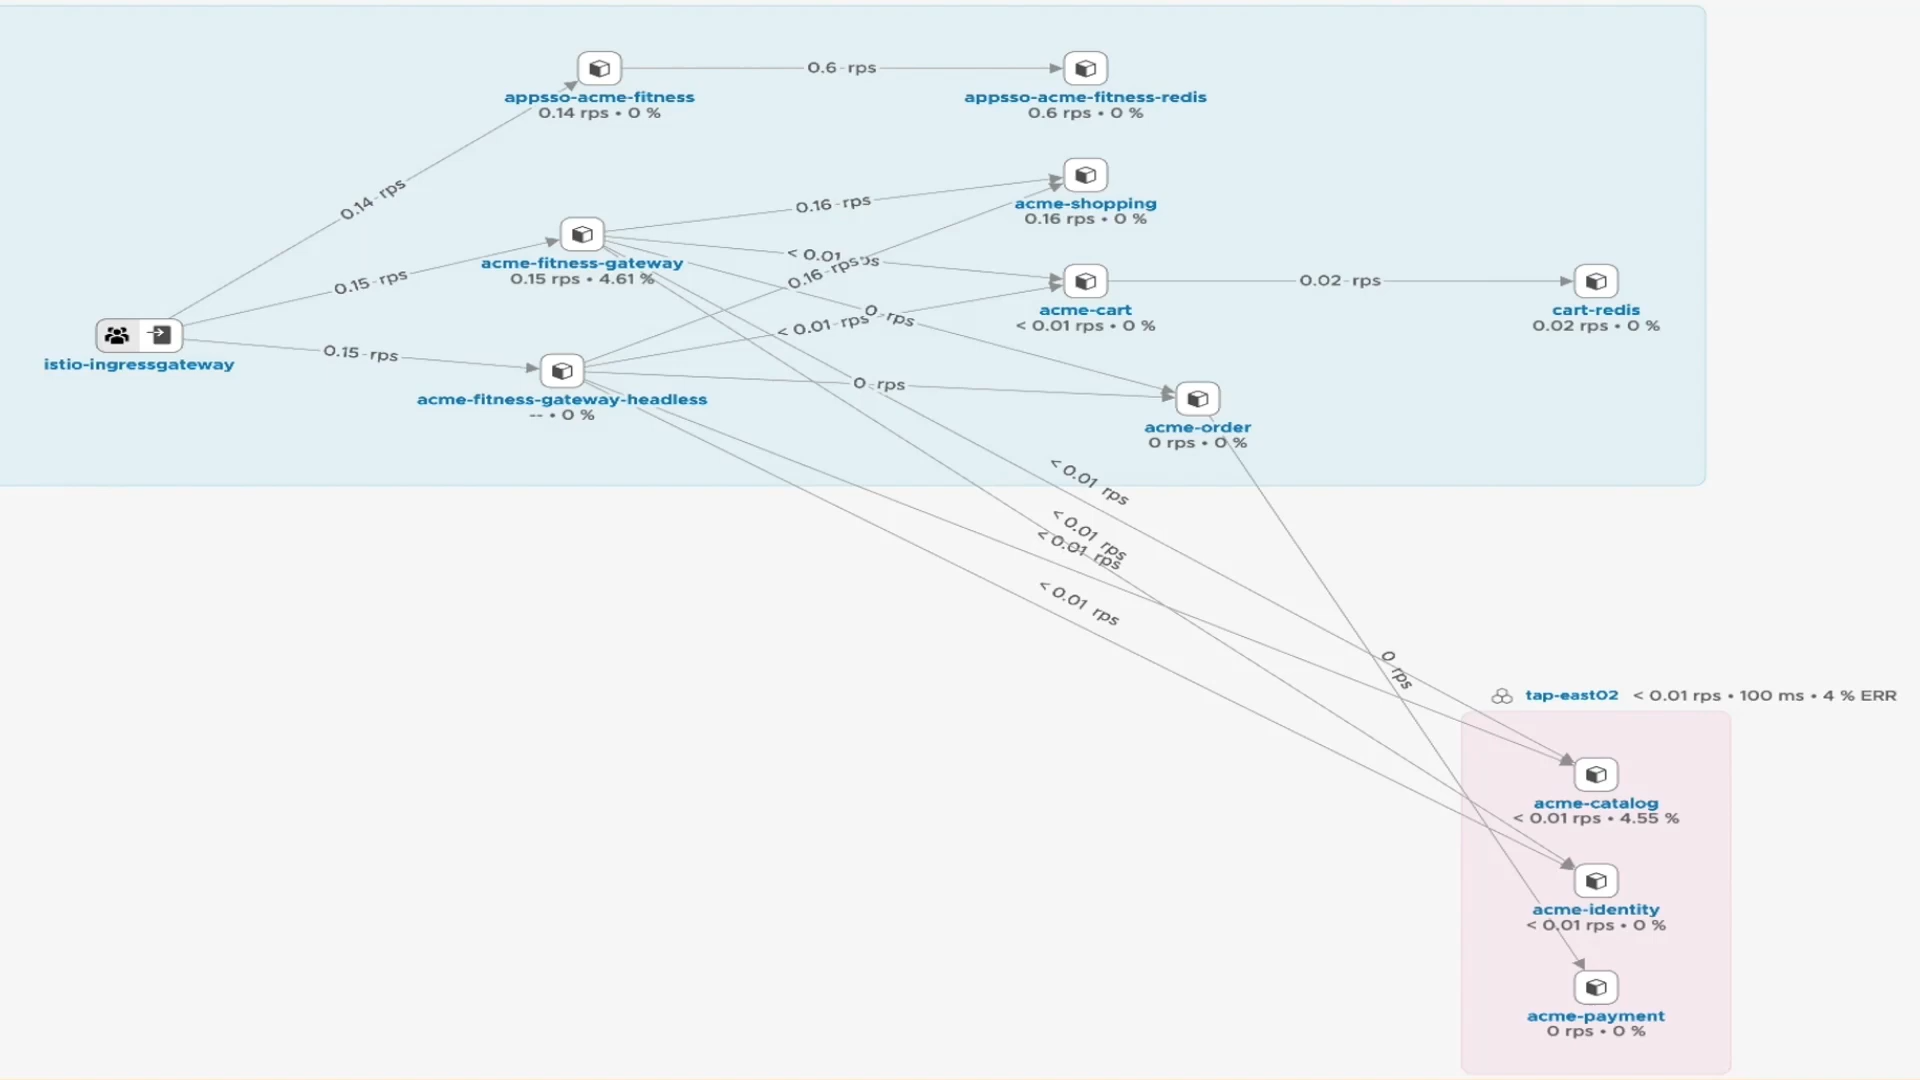 0.6 rps
appsso-acme-fitness
0.14 rps • 0 %
appsso-acme-fitness-redis
0.6 rps • 0 %
0.14 rps
0.16 rps
acme-shopping
0.16 rps • 0 %
acme-fitness-gateway
0.15 rps • 4.61 %
< 0.01
0.16 rps
0.15 rps
0.02 rps
acme-cart
< 0.01 rps • 0 %
cart-redis
0.02 rps • 0 %
< 0.01 rps
0 rps
istio-ingressgateway
0.15 rps
0 rps
acme-fitness-gateway-headless
-- • 0 %
acme-order
0 rps • 0 %
< 0.01 rps
< 0.01 rps
< 0.01 rps
< 0.01 rps
0 rps
tap-east02 < 0.01 rps • 100 ms • 4 % ERR
acme-catalog
< 0.01 rps • 4.55 %
acme-identity
< 0.01 rps • 0 %
acme-payment
0 rps • 0 %